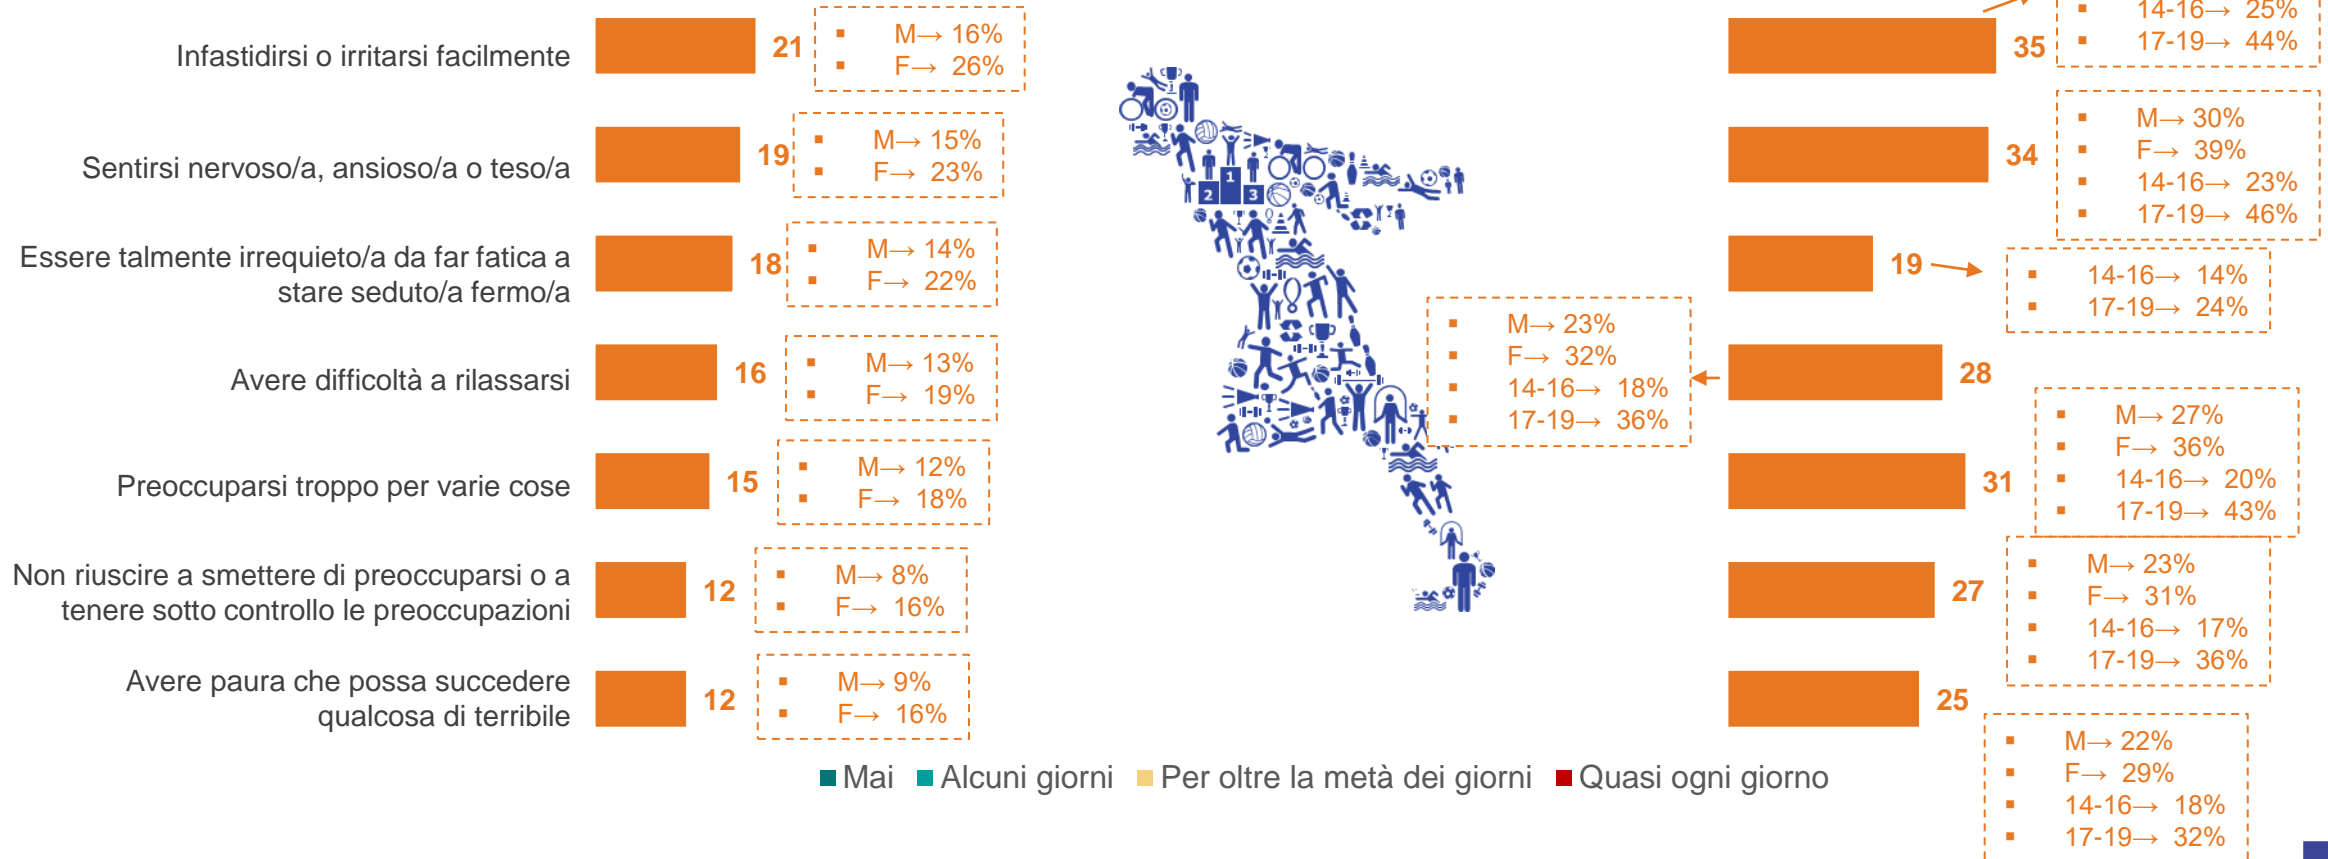 Infastidirsi o irritarsi facilmente
21
▪ M→ 16%
▪ F→ 26%
Sentirsi nervoso/a, ansioso/a o teso/a
19
▪ M→ 15%
▪ F→ 23%
Essere talmente irrequieto/a da far fatica a
stare seduto/a fermo/a
18
▪ M→ 14%
▪ F→ 22%
Avere difficoltà a rilassarsi
16
▪ M→ 13%
▪ F→ 19%
Preoccuparsi troppo per varie cose
15
▪ M→ 12%
▪ F→ 18%
Non riuscire a smettere di preoccuparsi o a
tenere sotto controllo le preoccupazioni
12
▪ M→ 8%
▪ F→ 16%
Avere paura che possa succedere
qualcosa di terribile
12
▪ M→ 9%
▪ F→ 16%
1
2 3
35
▪ 14-16→ 25%
▪ 17-19→ 44%
34
▪ M→ 30%
▪ F→ 39%
▪ 14-16→ 23%
▪ 17-19→ 46%
19
▪ 14-16→ 14%
▪ 17-19→ 24%
▪ M→ 23%
▪ F→ 32%
▪ 14-16→ 18%
▪ 17-19→ 36%
28
31
▪ M→ 27%
▪ F→ 36%
▪ 14-16→ 20%
▪ 17-19→ 43%
27
▪ M→ 23%
▪ F→ 31%
▪ 14-16→ 17%
▪ 17-19→ 36%
25
▪ M→ 22%
▪ F→ 29%
▪ 14-16→ 18%
▪ 17-19→ 32%
Mai Alcuni giorni Per oltre la metà dei giorni Quasi ogni giorno